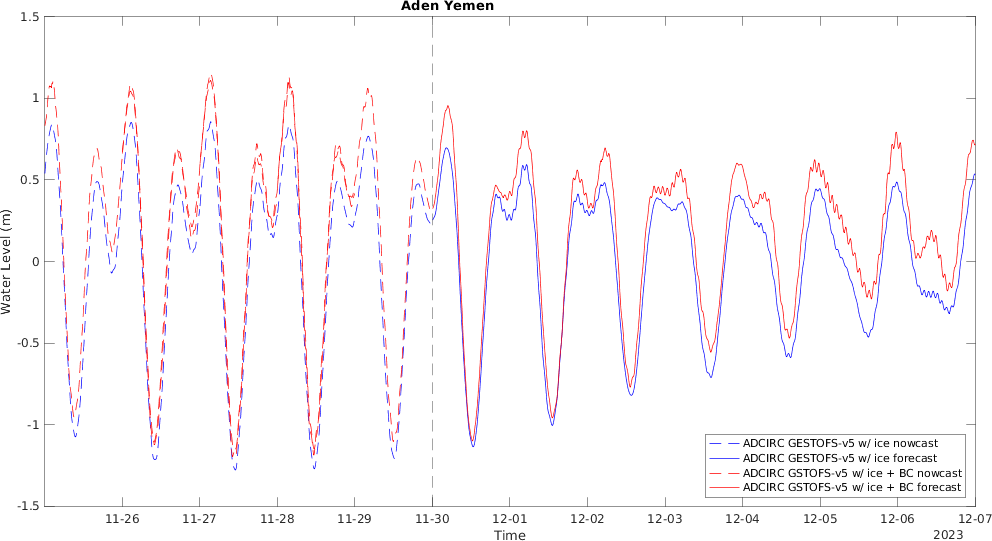 Aden Yemen
1.5
1
0.5
0
-0.5
-1
-1.5
Water Level (m)
11-26
11-27
11-28
11-29
11-30
12-01
12-02
12-03
12-04
12-05
12-06
12-07
Time
2023
ADCIRC GESTOFS-v5 w/ ice nowcast
ADCIRC GESTOFS-v5 w/ ice forecast
ADCIRC GSTOFS-v5 w/ ice + BC nowcast
ADCIRC GSTOFS-v5 w/ ice + BC forecast